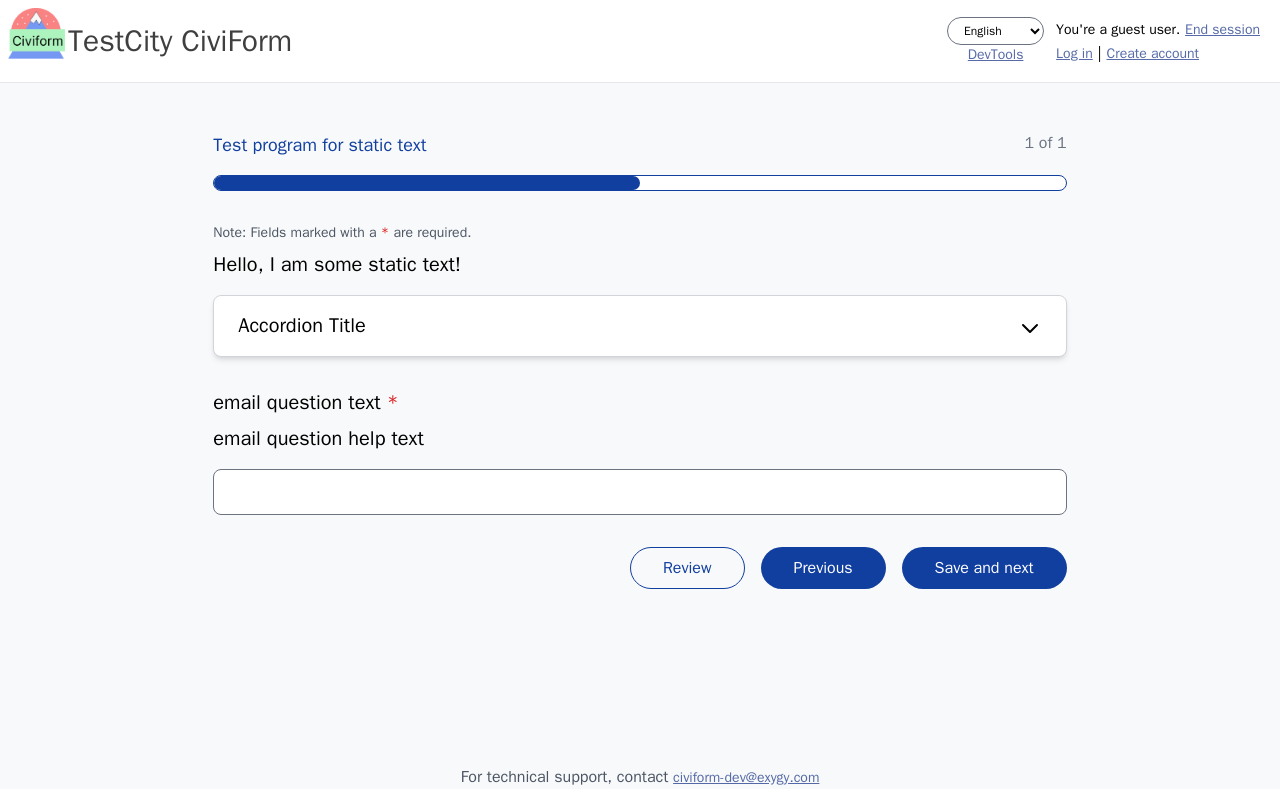 Civiform
TestCity CiviForm
English
DevTools
You're a guest user. End session
Log in | Create account
Test program for static text
1 of 1
Note: Fields marked with a * are required.
Hello, I am some static text!
Accordion Title
email question text *
email question help text
Review
Previous
Save and next
For technical support, contact civiform-dev@exygy.com